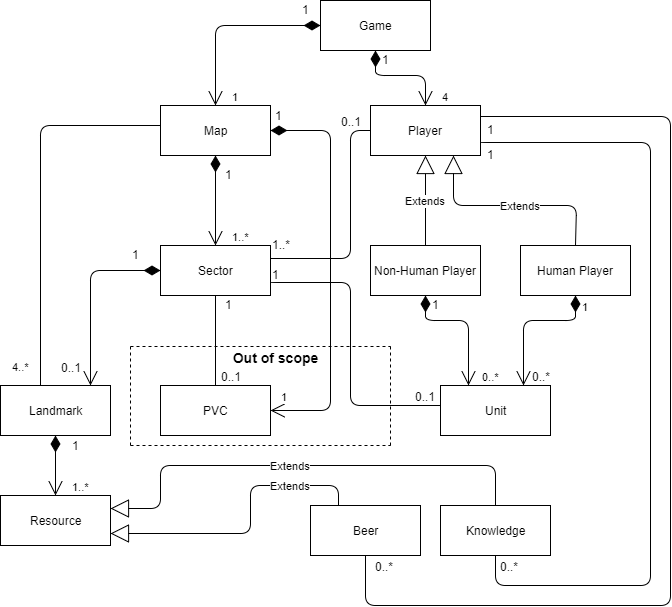 1
Game
1
1
4
Map
1
0..1
Player
1
1
1
Extends
Extends
1..*
1..*
1
Sector
1
Non-Human Player
Human Player
1
1
1
Out of scope
4..*
0..1
0..1
1
0..1
0..*
0..*
Landmark
PVC
Unit
1
Extends
1..*
Extends
Resource
Beer
Knowledge
0..*
0..*